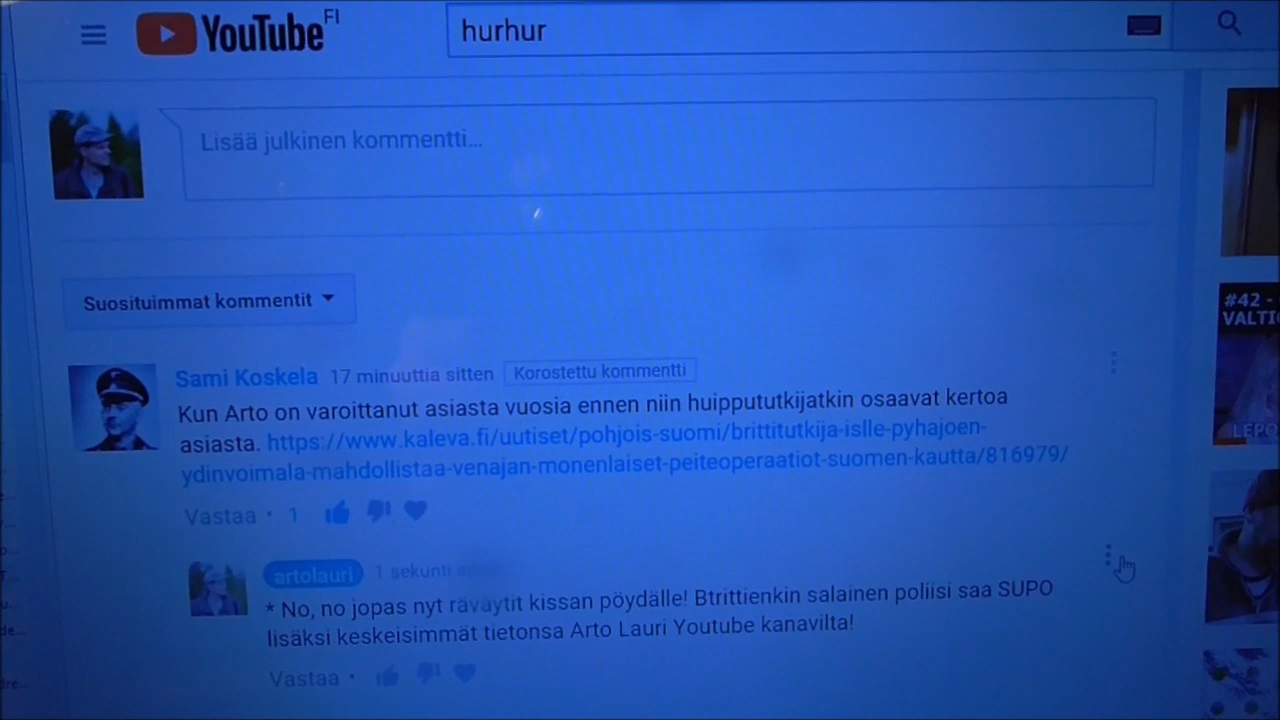 YouTube FI
hurhur
Lisää julkinen kommentti...
#42 -
VALTI
Suosituimmat kommentit
Sami Koskela 17 minuuttia sitten Korostettu kommentti
Kun Arto on varoittanut asiasta vuosia ennen niin huippututkijatkin osaavat kertoa
asiasta. https://www.kaleva.fi/uutiset/pohjois-suomi/brittitutkija-islle-pyhajoen-
ydinvoimala-mahdollistaa-venajan-monenlaiset-peiteoperaatiot-suomen-kautta/816979/
LEPO
Vastaa • 1
artolauri 1 sekunti
* No, no jopas nyt räväytit kissan pöydälle! Btrittienkin salainen poliisi saa SUPO
lisäksi keskeisimmät tietonsa Arto Lauri Youtube kanavilta!
Vastaa •